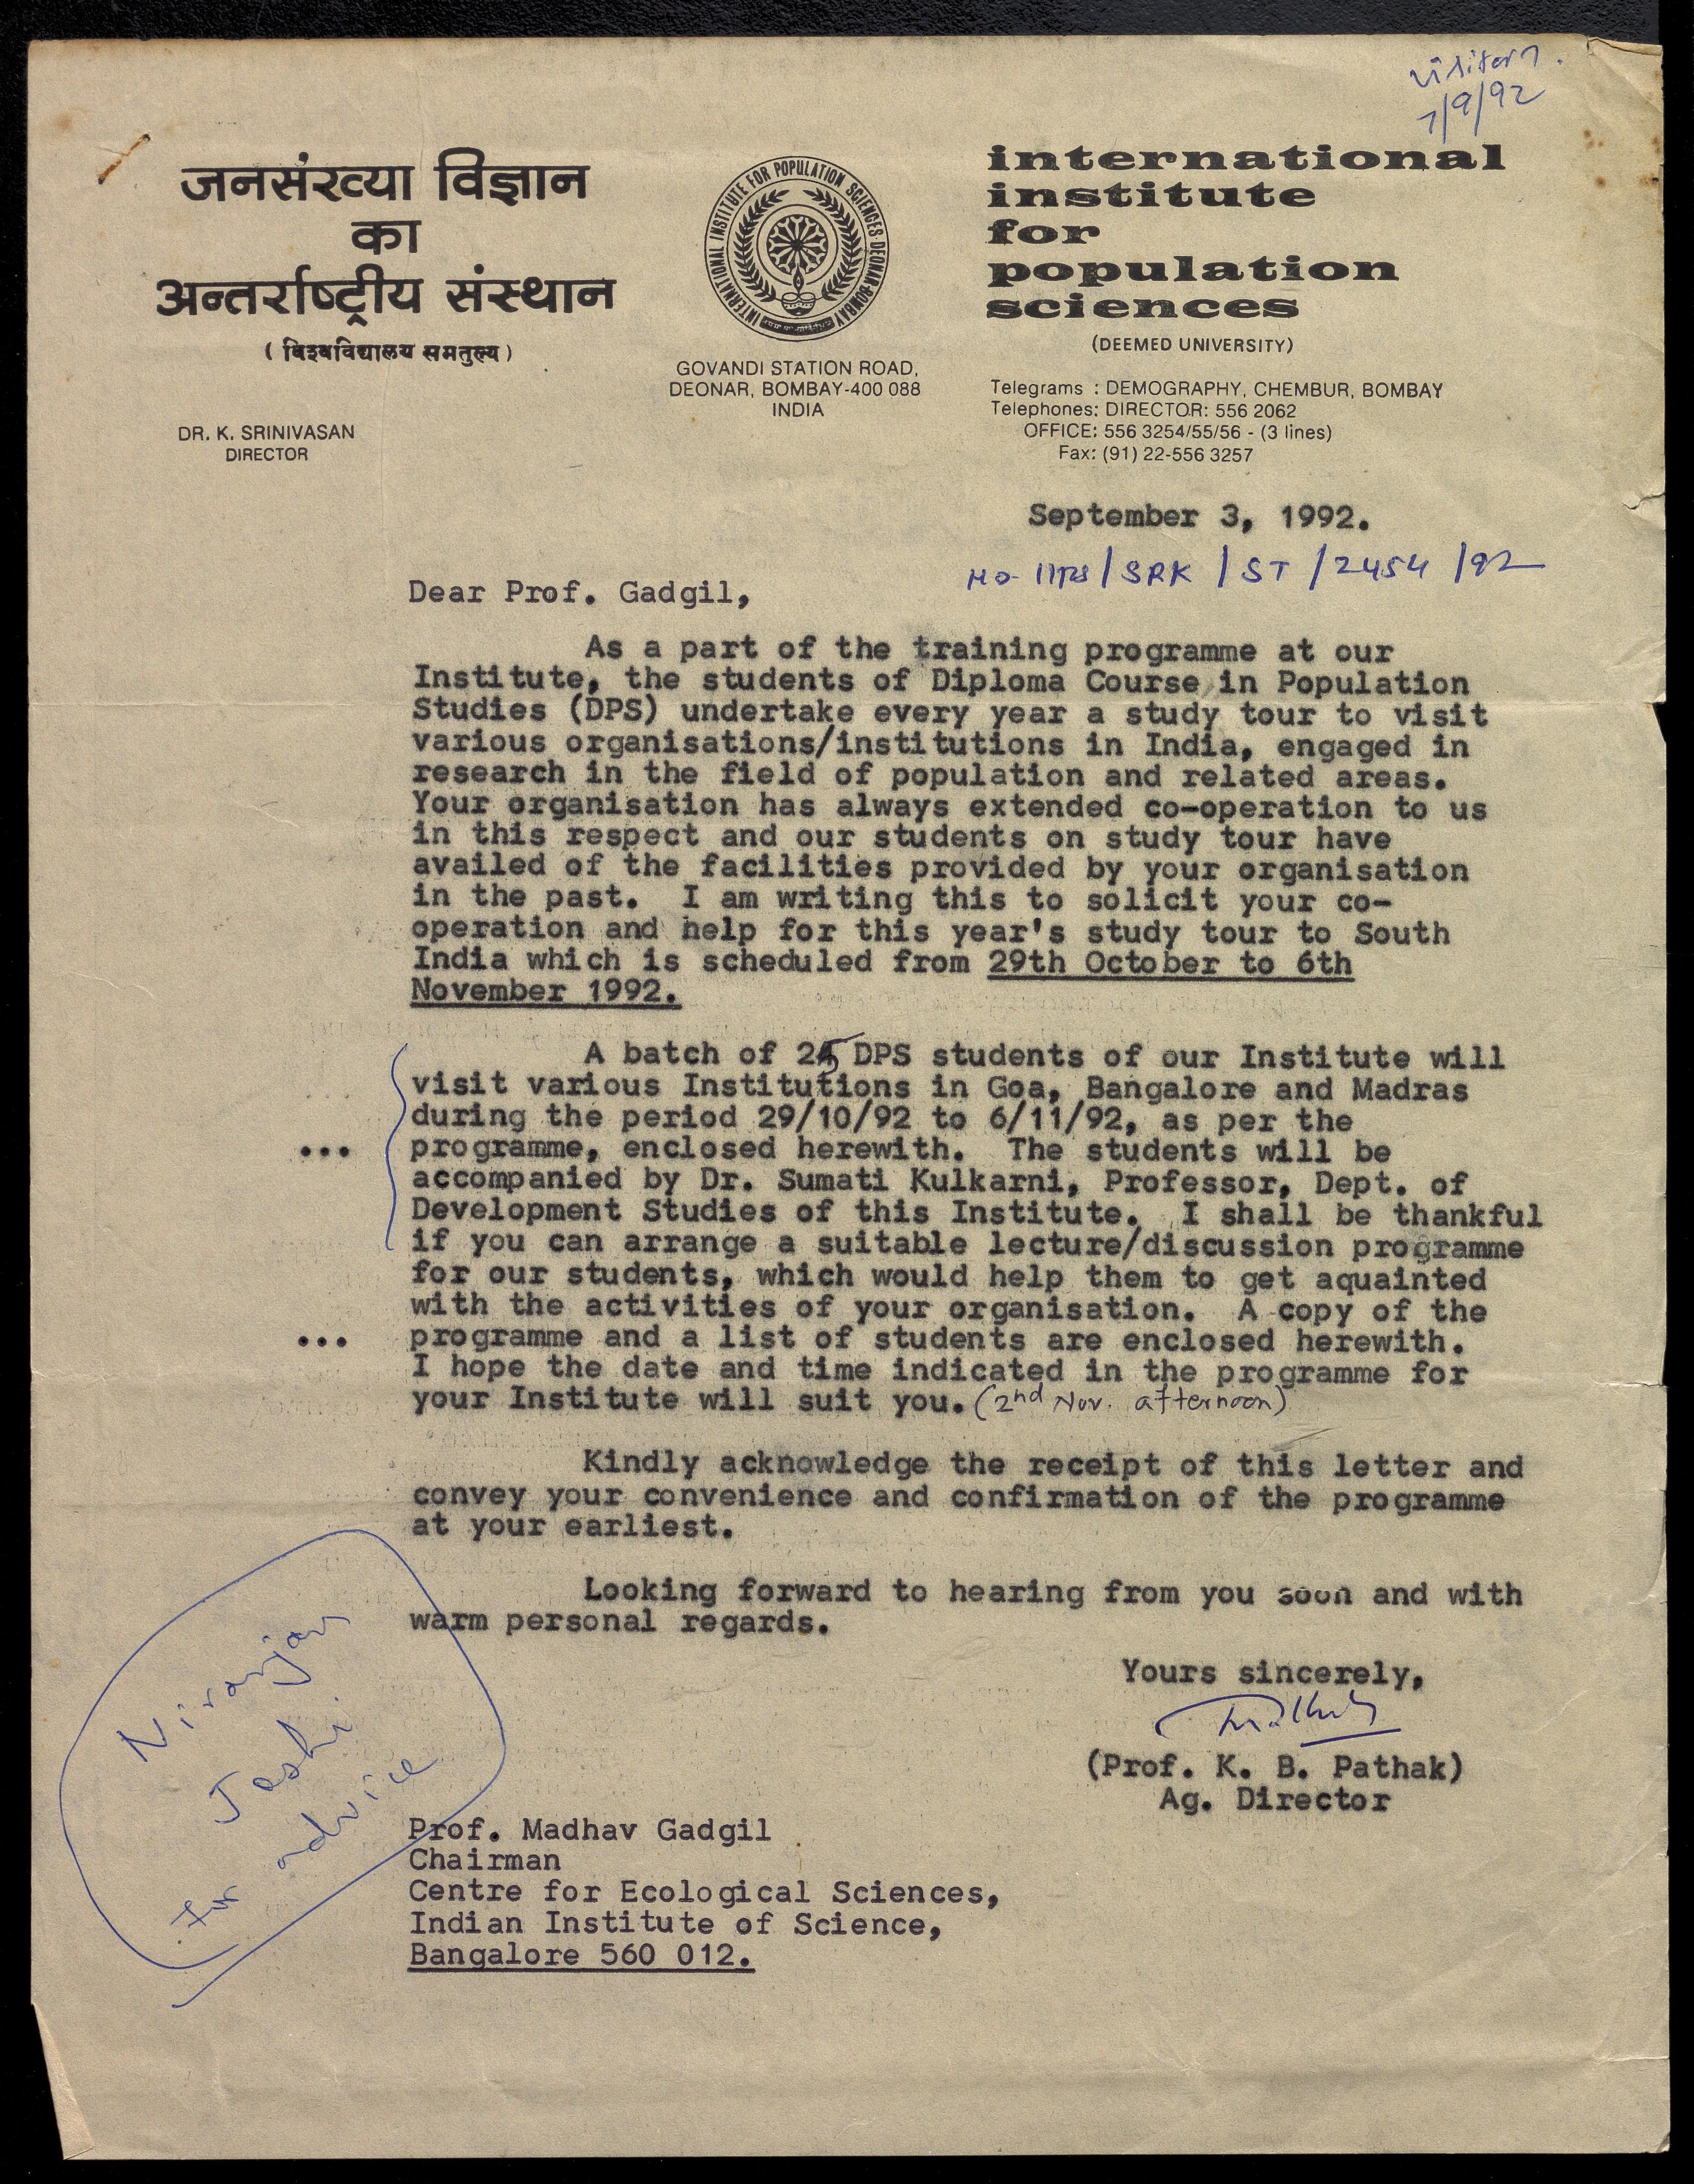 7/9/92
जनसंख्या विज्ञान
का
अन्तर्राष्ट्रीय संस्थान
( विश्वविद्यालय समतुल्य )
DR. K. SRINIVASAN
DIRECTOR
INTERNATIONAL INSTITUTE FOR POPULATION SCIENCES DEONAR-BOMBAY
GOVANDI STATION ROAD,
DEONAR, BOMBAY-400 088
INDIA
international
institute
for
population
sciences
(DEEMED UNIVERSITY)
Telegrams : DEMOGRAPHY, CHEMBUR, BOMBAY
Telephones: DIRECTOR: 556 2062
OFFICE: 556 3254/55/56 - (3 lines)
Fax: (91) 22-556 3257
September 3, 1992.
IIPS/SRK/ST/2454/92
Dear Prof. Gadgil,
As a part of the training programme at our
Institute, the students of Diploma Course in Population
Studies (DPS) undertake every year a study tour to visit
various organisations/institutions in India, engaged in
research in the field of population and related areas.
Your organisation has always extended co-operation to us
in this respect and our students on study tour have
availed of the facilities provided by your organisation
in the past. I am writing this to solicit your co-
operation and help for this year's study tour to South
India which is scheduled from 29th October to 6th
November 1992.
A batch of 25 DPS students of our Institute will
visit various Institutions in Goa, Bangalore and Madras
during the period 29/10/92 to 6/11/92, as per the
... programme, enclosed herewith. The students will be
accompanied by Dr. Sumati Kulkarni, Professor, Dept. of
Development Studies of this Institute. I shall be thankful
if you can arrange a suitable lecture/discussion programme
for our students, which would help them to get aquainted
with the activities of your organisation. A copy of the
... programme and a list of students are enclosed herewith.
I hope the date and time indicated in the programme for
your Institute will suit you. (2nd Nov. afternoon)
Kindly acknowledge the receipt of this letter and
convey your convenience and confirmation of the programme
at your earliest.
Looking forward to hearing from you soon and with
warm personal regards.
Yours sincerely,
(Prof. K. B. Pathak)
Ag. Director
Niranjan
Joshi
for advice
Prof. Madhav Gadgil
Chairman
Centre for Ecological Sciences,
Indian Institute of Science,
Bangalore 560 012.